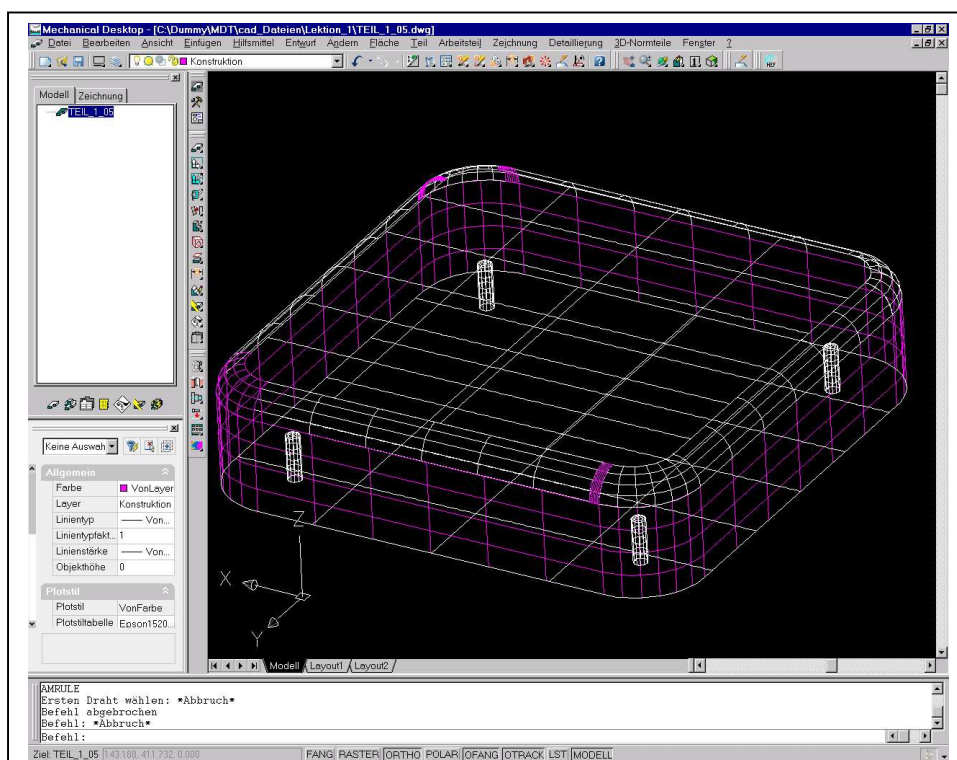 Mechanical Desktop - [C:\Dummy\MDT\cad_Dateien\Lektion_1\TEIL_1_05.dwg]
Datei Bearbeiten Ansicht Einfügen Hilfsmittel Entwurf Ändern Fläche Teil Arbeitsteil Zeichnung Detaillierung 3D-Normteile Fenster ?
Konstruktion
Modell Zeichnung
TEIL_1_05
Keine Auswah
Allgemein
Farbe VonLayer
Layer Konstruktion
Linientyp Von...
Linientypfakt... 1
Linienstärke Von...
Objekthöhe 0
Plotstil
Plotstil VonFarbe
Plotstiltabelle Epson1520...
Z
X
Y
Modell Layout1 Layout2
AMRULE
Ersten Draht wählen: *Abbruch*
Befehl abgebrochen
Befehl: *Abbruch*
Befehl:
Ziel: TEIL_1_05 143.188, 411.732, 0.000 FANG RASTER ORTHO POLAR OFANG OTRACK LST MODELL